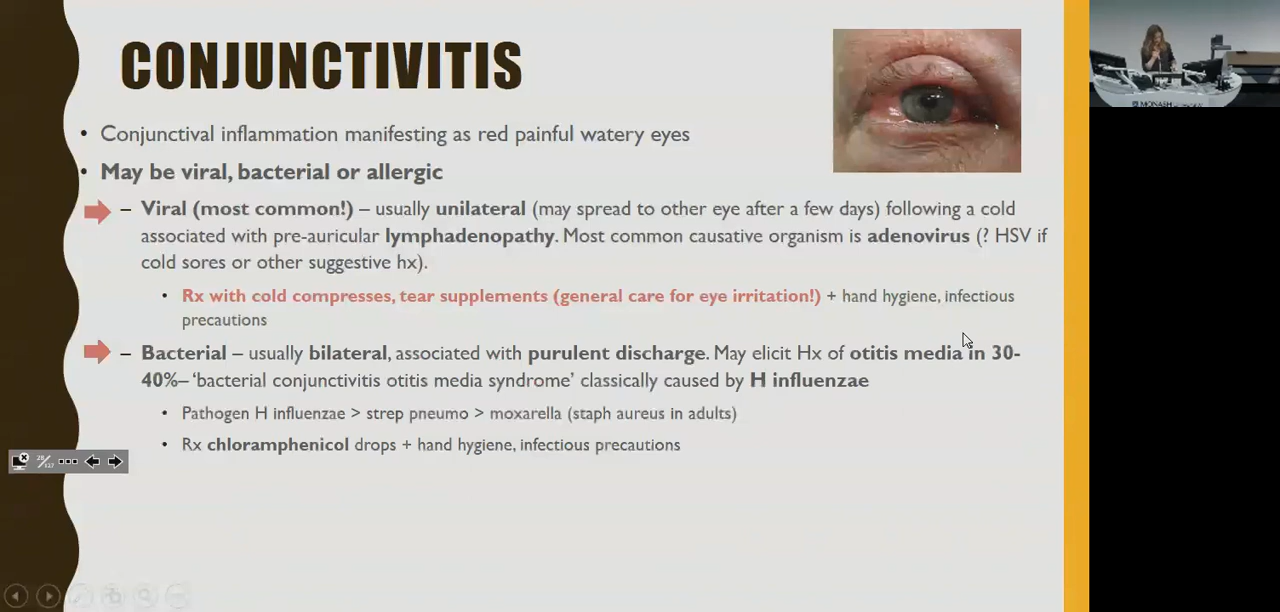 CONJUNCTIVITIS
• Conjunctival inflammation manifesting as red painful watery eyes
• May be viral, bacterial or allergic
– Viral (most common!) – usually unilateral (may spread to other eye after a few days) following a cold
associated with pre-auricular lymphadenopathy. Most common causative organism is adenovirus (? HSV if
cold sores or other suggestive hx).
• Rx with cold compresses, tear supplements (general care for eye irritation!) + hand hygiene, infectious
precautions
– Bacterial – usually bilateral, associated with purulent discharge. May elicit Hx of otitis media in 30-
40%– ‘bacterial conjunctivitis otitis media syndrome’ classically caused by H influenzae
• Pathogen H influenzae > strep pneumo > moxarella (staph aureus in adults)
• Rx chloramphenicol drops + hand hygiene, infectious precautions
MONASH